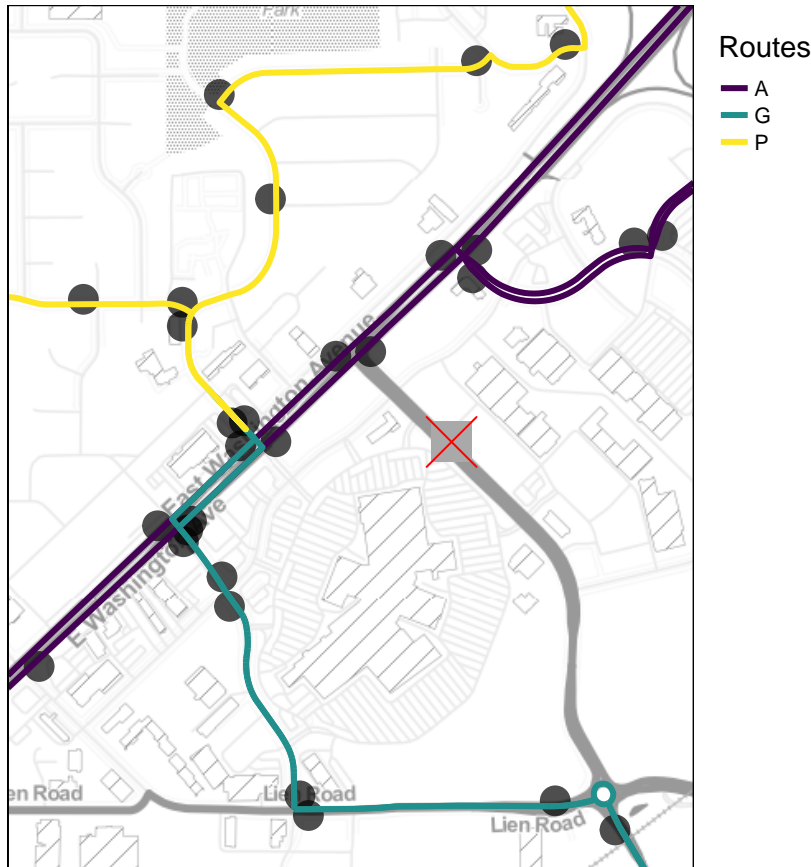 Park
Routes
A
G
P
East Washington Avenue
E Washington Ave
en Road
Lien Road
Lien Road